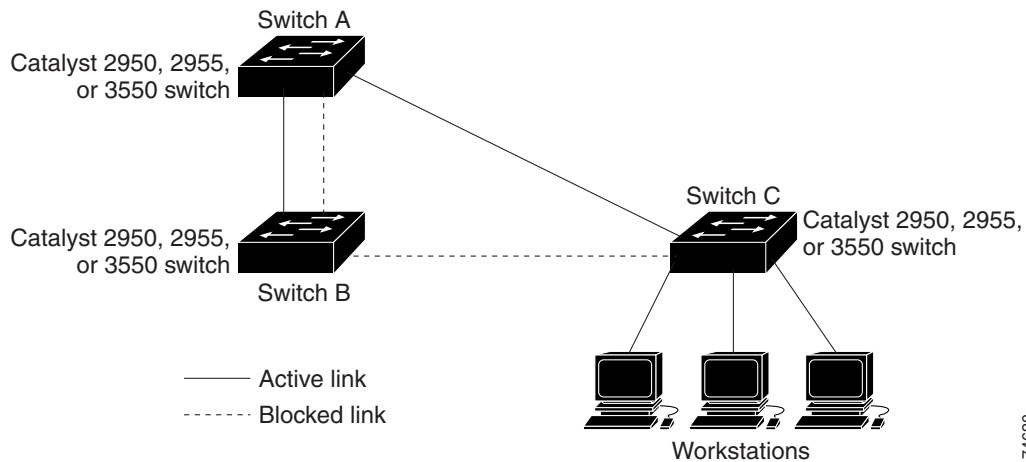 Switch A
Catalyst 2950, 2955,
or 3550 switch
Switch C
Catalyst 2950, 2955,
or 3550 switch
Catalyst 2950, 2955,
or 3550 switch
Switch B
Active link
Blocked link
Workstations